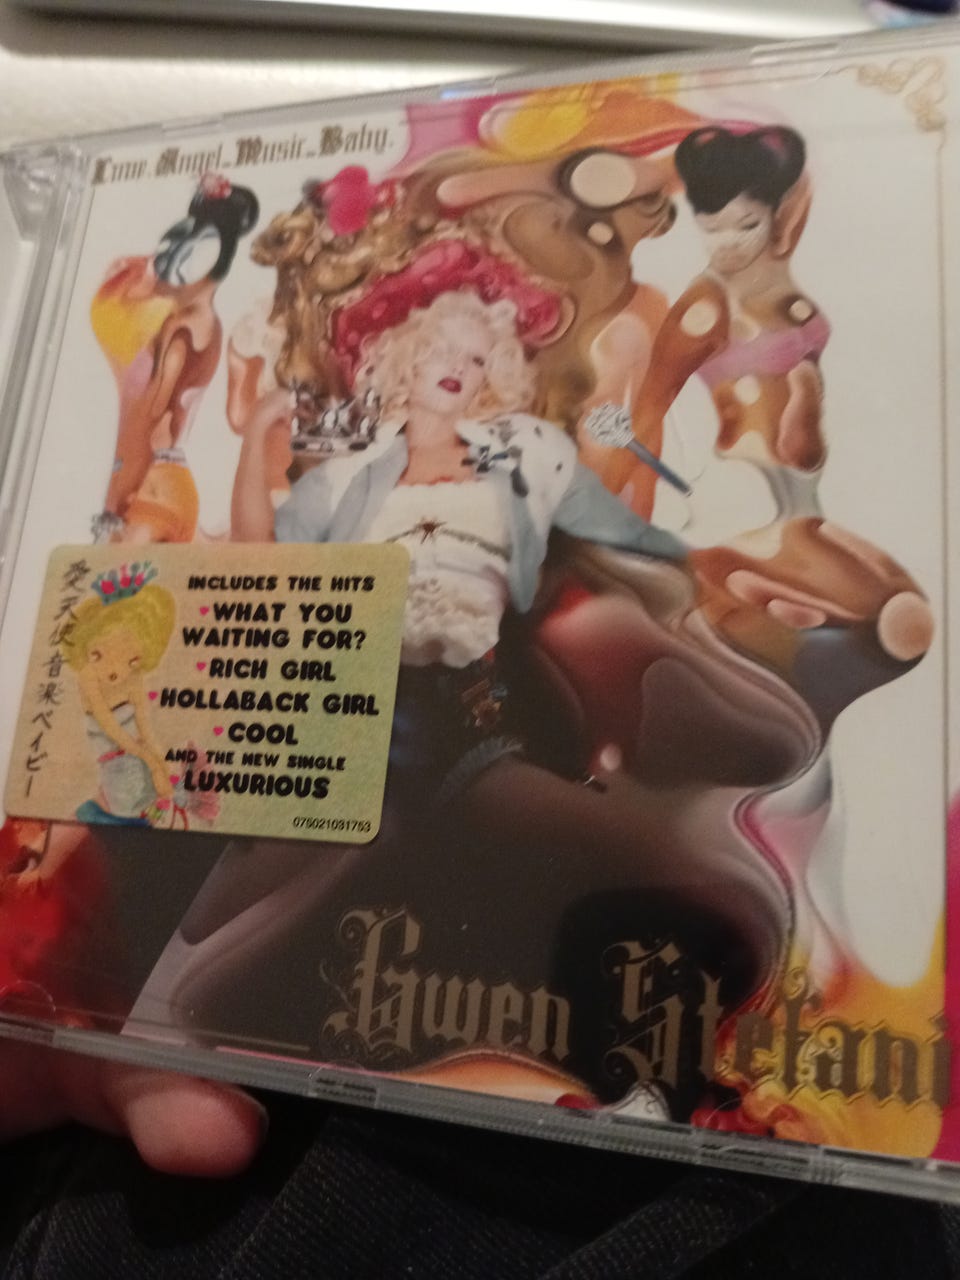 Love. Angel. Music. Baby.
愛天使音楽ベイビー
INCLUDES THE HITS
WHAT YOU
WAITING FOR?
RICH GIRL
HOLLABACK GIRL
COOL
AND THE NEW SINGLE
LUXURIOUS
075021031753
Gwen Stefani